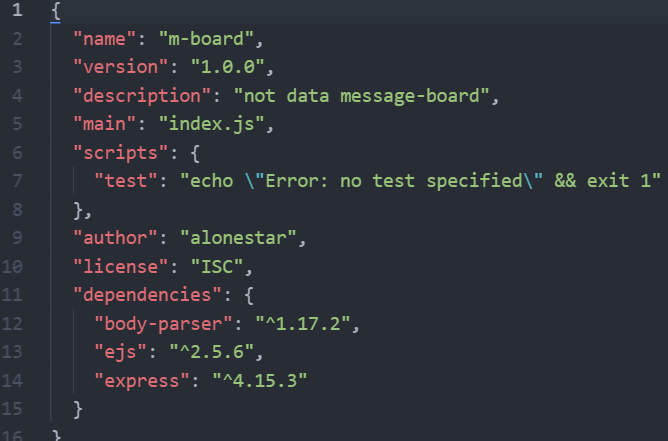 1 {
2 "name": "m-board",
3 "version": "1.0.0",
4 "description": "not data message-board",
5 "main": "index.js",
6 "scripts": {
7 "test": "echo \"Error: no test specified\" && exit 1"
8 },
9 "author": "alonestar",
10 "license": "ISC",
11 "dependencies": {
12 "body-parser": "^1.17.2",
13 "ejs": "^2.5.6",
14 "express": "^4.15.3"
15 }
16 }